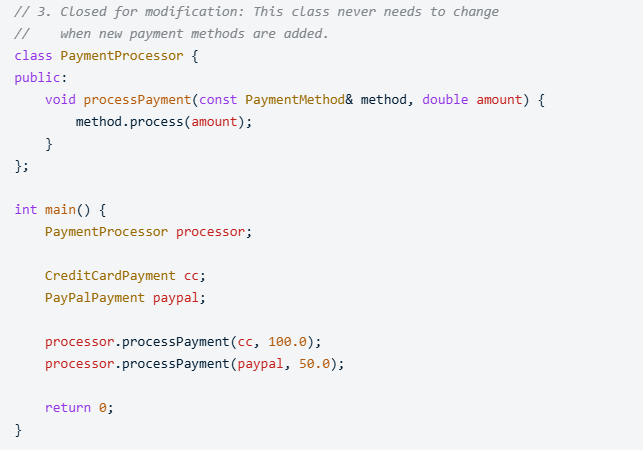 // 3. Closed for modification: This class never needs to change
//    when new payment methods are added.
class PaymentProcessor {
public:
    void processPayment(const PaymentMethod& method, double amount) {
        method.process(amount);
    }
};

int main() {
    PaymentProcessor processor;

    CreditCardPayment cc;
    PayPalPayment paypal;

    processor.processPayment(cc, 100.0);
    processor.processPayment(paypal, 50.0);

    return 0;
}